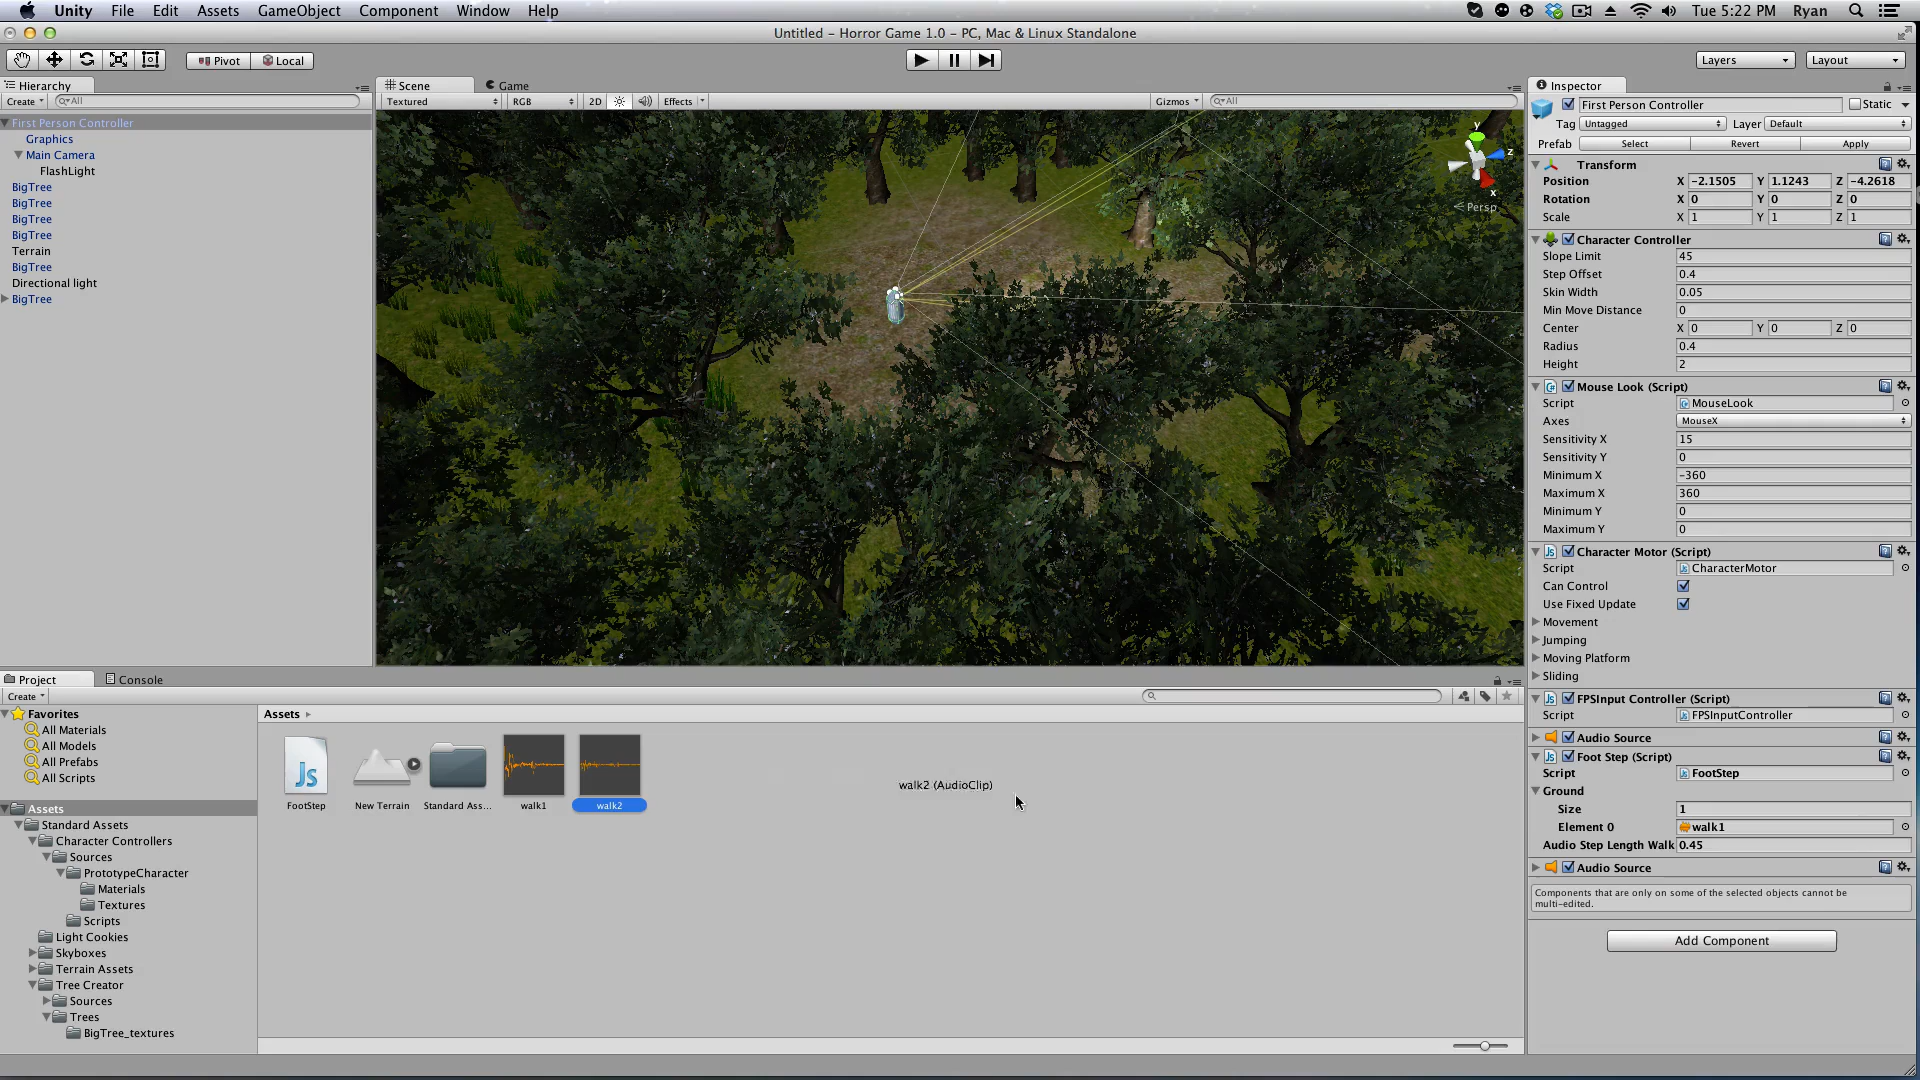 Unity File Edit Assets GameObject Component Window Help Tue 5:22 PM Ryan
Untitled – Horror Game 1.0 – PC, Mac & Linux Standalone
Pivot Local Layers Layout
Hierarchy
Create All
First Person Controller
Graphics
Main Camera
FlashLight
BigTree
BigTree
BigTree
BigTree
Terrain
BigTree
Directional light
BigTree
Scene Game
Textured RGB 2D Effects Gizmos All
y
z
x
Persp
Project Console
Create
Favorites
All Materials
All Models
All Prefabs
All Scripts
Assets
Standard Assets
Character Controllers
Sources
PrototypeCharacter
Materials
Textures
Scripts
Light Cookies
Skyboxes
Terrain Assets
Tree Creator
Sources
Trees
BigTree_textures
Assets
Js
FootStep New Terrain Standard Ass... walk1 walk2
walk2 (AudioClip)
Inspector
First Person Controller Static
Tag Untagged Layer Default
Prefab Select Revert Apply
Transform
Position X -2.1505 Y 1.1243 Z -4.2618
Rotation X 0 Y 0 Z 0
Scale X 1 Y 1 Z 1
Character Controller
Slope Limit 45
Step Offset 0.4
Skin Width 0.05
Min Move Distance 0
Center X 0 Y 0 Z 0
Radius 0.4
Height 2
Mouse Look (Script)
Script MouseLook
Axes MouseX
Sensitivity X 15
Sensitivity Y 0
Minimum X -360
Maximum X 360
Minimum Y 0
Maximum Y 0
Character Motor (Script)
Script CharacterMotor
Can Control
Use Fixed Update
Movement
Jumping
Moving Platform
Sliding
FPSInput Controller (Script)
Script FPSInputController
Audio Source
Foot Step (Script)
Script FootStep
Ground
Size 1
Element 0 walk1
Audio Step Length Walk 0.45
Audio Source
Components that are only on some of the selected objects cannot be
multi-edited.
Add Component